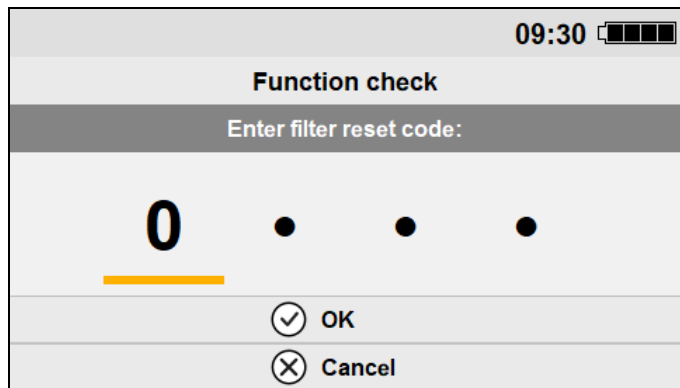 09:30
Function check
Enter filter reset code:
0 • • •
OK
Cancel